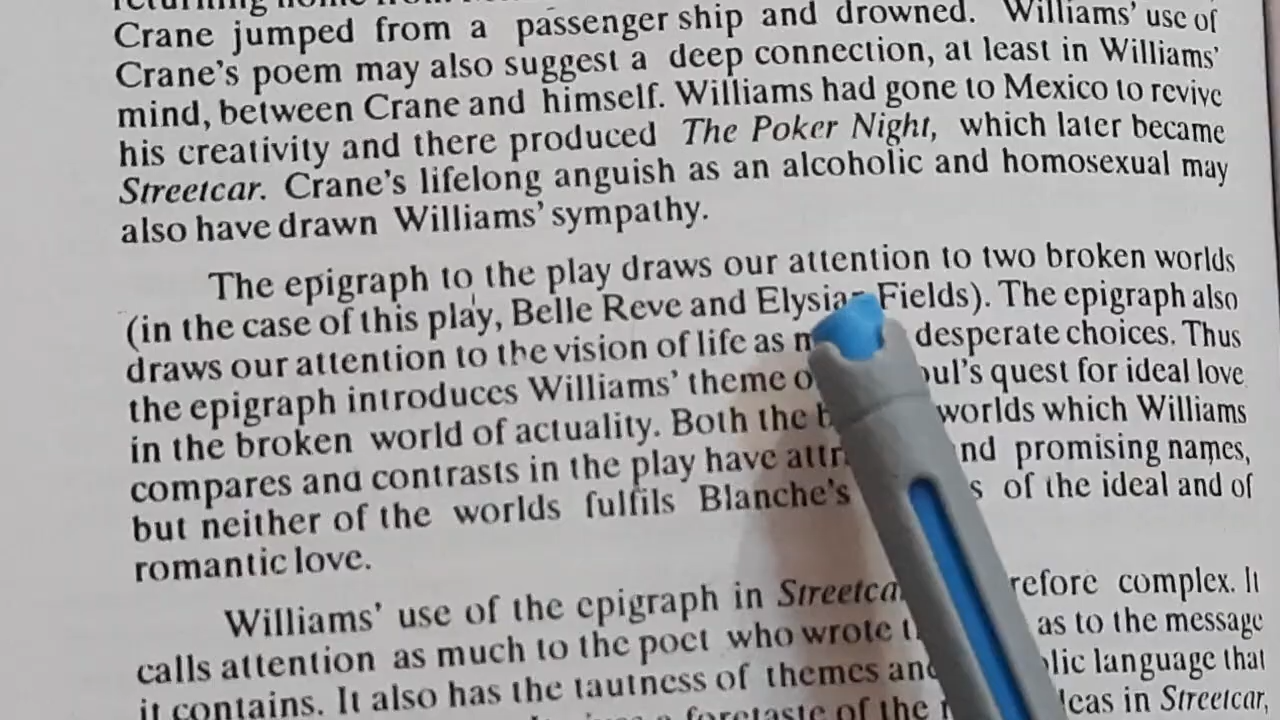 returning home from
Crane jumped from a passenger ship and drowned. Williams' use of
Crane's poem may also suggest a deep connection, at least in Williams'
mind, between Crane and himself. Williams had gone to Mexico to revive
his creativity and there produced The Poker Night, which later became
Streetcar. Crane's lifelong anguish as an alcoholic and homosexual may
also have drawn Williams' sympathy.
The epigraph to the play draws our attention to two broken worlds
(in the case of this play, Belle Reve and Elysian Fields). The epigraph also
draws our attention to the vision of life as desperate choices. Thus
the epigraph introduces Williams' theme quest for ideal love
in the broken world of actuality. Both the worlds which Williams
compares and contrasts in the play have promising names,
but neither of the worlds fulfils Blanche's of the ideal and of
romantic love.
Williams' use of the epigraph in complex. It
calls attention as much to the poet who wrote as to the message
it contains. It also has the tautness of themes language that
a foretaste of the in Streetcar,